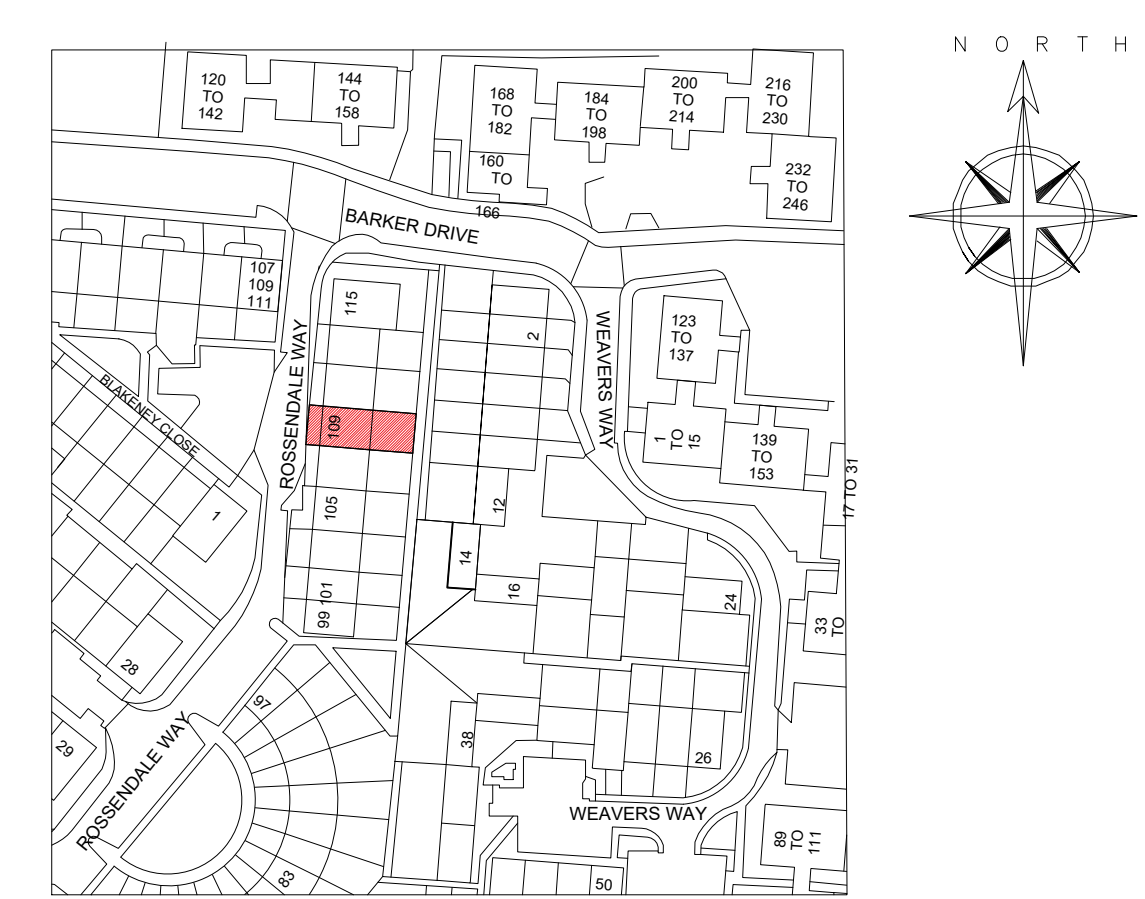 N O R T H
120
TO
142
144
TO
158
168
TO
182
184
TO
198
200
TO
214
216
TO
230
160
TO
166
232
TO
246
BARKER DRIVE
107
109
111
115
2
WEAVERS WAY
123
TO
137
ROSSENDALE WAY
BLAKENEY CLOSE
109
1
TO
15
139
TO
153
17 TO 31
105
12
1
14
16
24
99 101
33
TO
28
97
38
29
ROSSENDALE WAY
26
WEAVERS WAY
89
TO
111
83
50